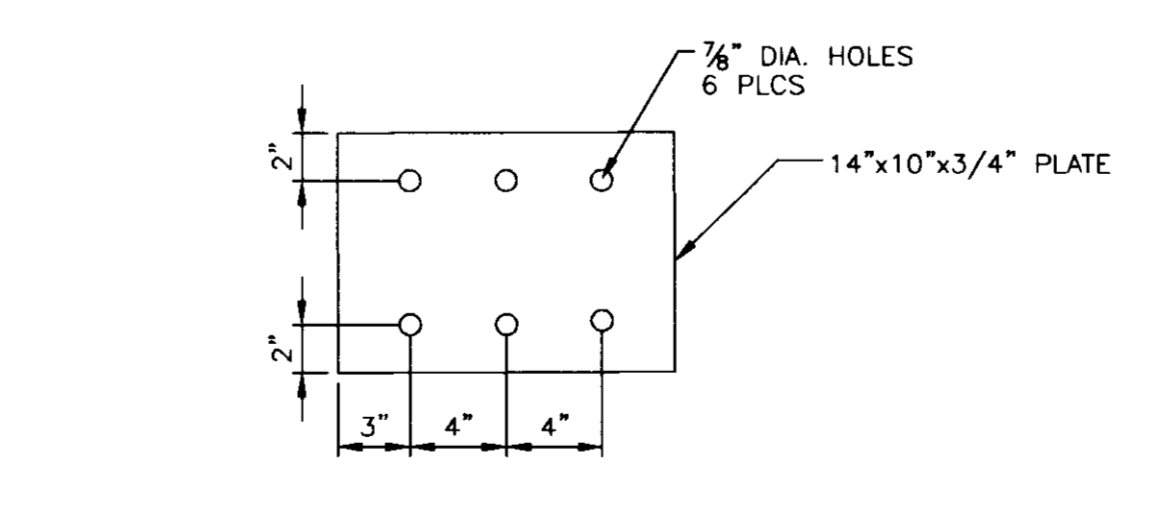 ⅞” DIA. HOLES
6 PLCS
2”
14”x10”x3/4” PLATE
2”
3” 4” 4”